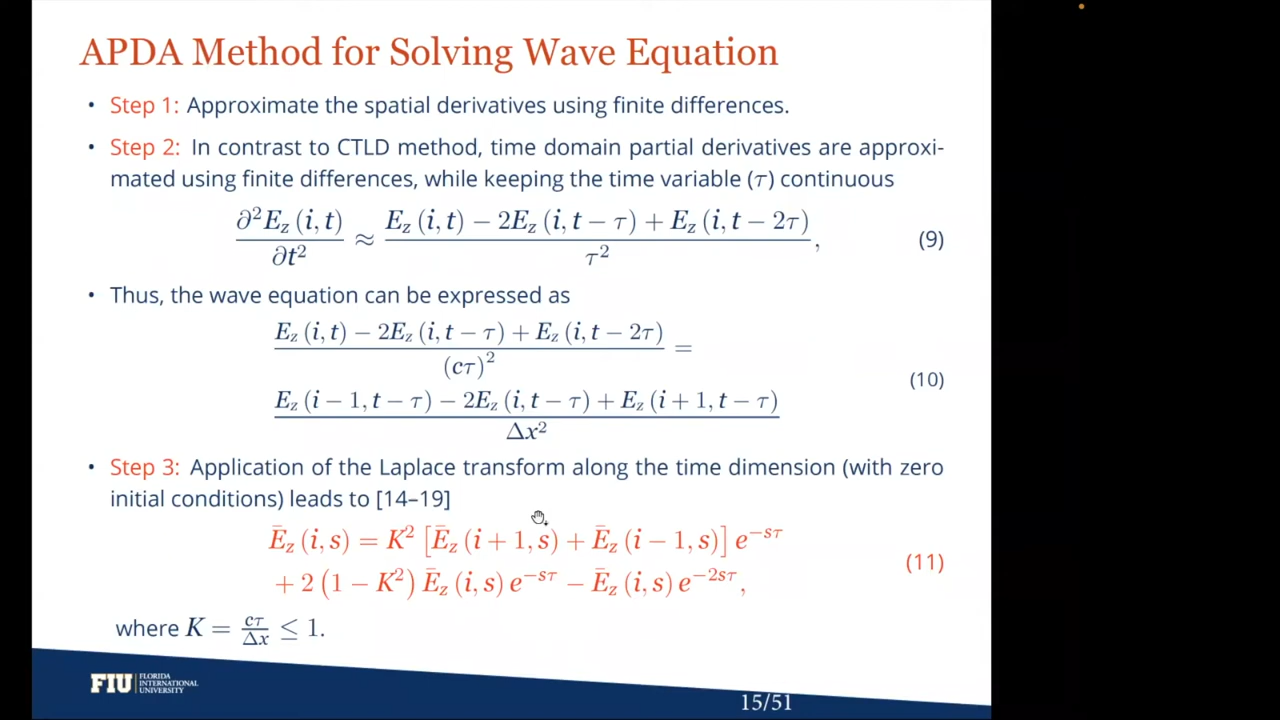 APDA Method for Solving Wave Equation
• Step 1: Approximate the spatial derivatives using finite differences.
• Step 2: In contrast to CTLD method, time domain partial derivatives are approxi-
mated using finite differences, while keeping the time variable (τ) continuous
∂²E_z (i, t) / ∂t² ≈ (E_z (i, t) − 2E_z (i, t − τ) + E_z (i, t − 2τ)) / τ², (9)
• Thus, the wave equation can be expressed as
(E_z (i, t) − 2E_z (i, t − τ) + E_z (i, t − 2τ)) / (cτ)² =
(E_z (i − 1, t − τ) − 2E_z (i, t − τ) + E_z (i + 1, t − τ)) / Δx² (10)
• Step 3: Application of the Laplace transform along the time dimension (with zero
initial conditions) leads to [14–19]
Ē_z (i, s) = K² [Ē_z (i + 1, s) + Ē_z (i − 1, s)] e^{−sτ}
+ 2 (1 − K²) Ē_z (i, s) e^{−sτ} − Ē_z (i, s) e^{−2sτ}, (11)
where K = cτ/Δx ≤ 1.
FIU FLORIDA
INTERNATIONAL
UNIVERSITY
15/51